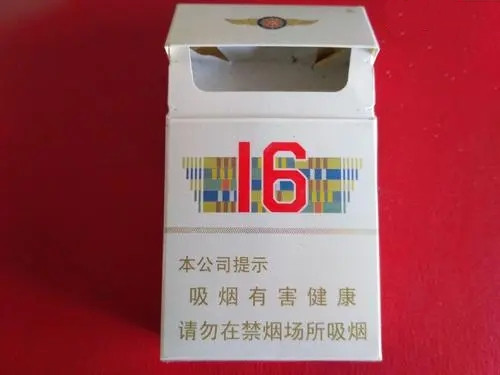 16
本公司提示
吸烟有害健康
请勿在禁烟场所吸烟